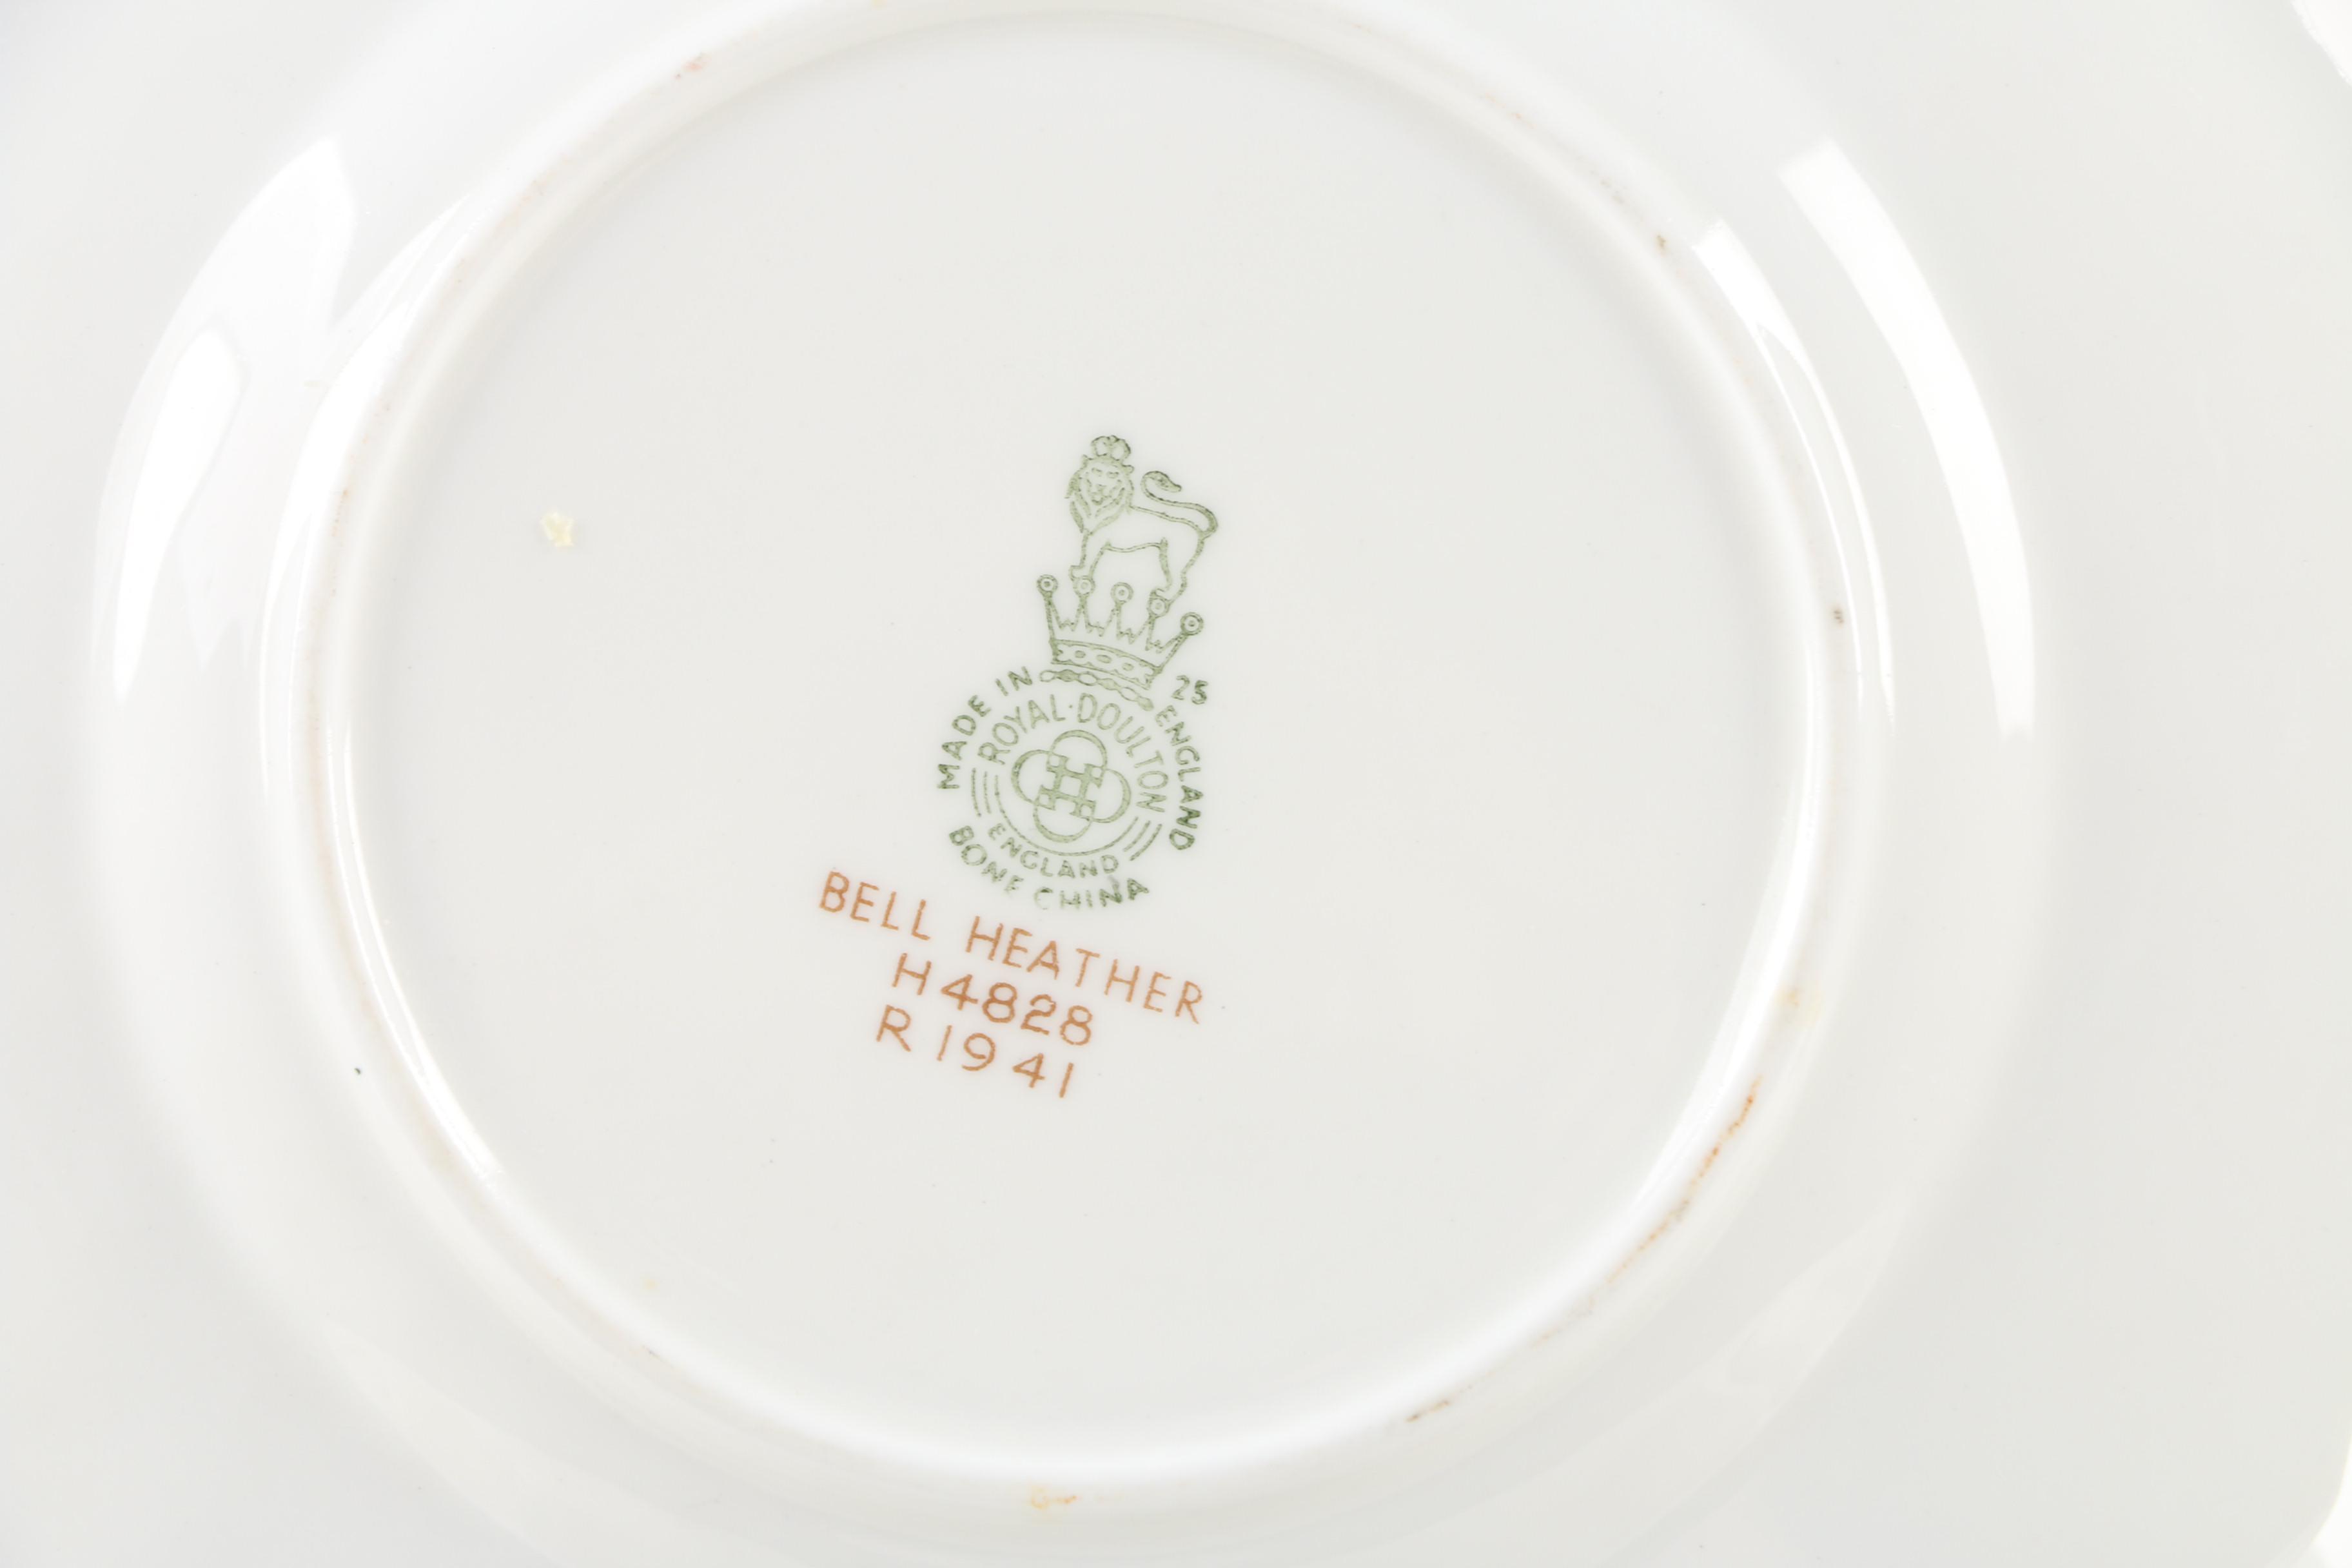 MADE IN ENGLAND
25
ROYAL·DOULTON
ENGLAND
BONE CHINA
BELL HEATHER
H4828
R1941